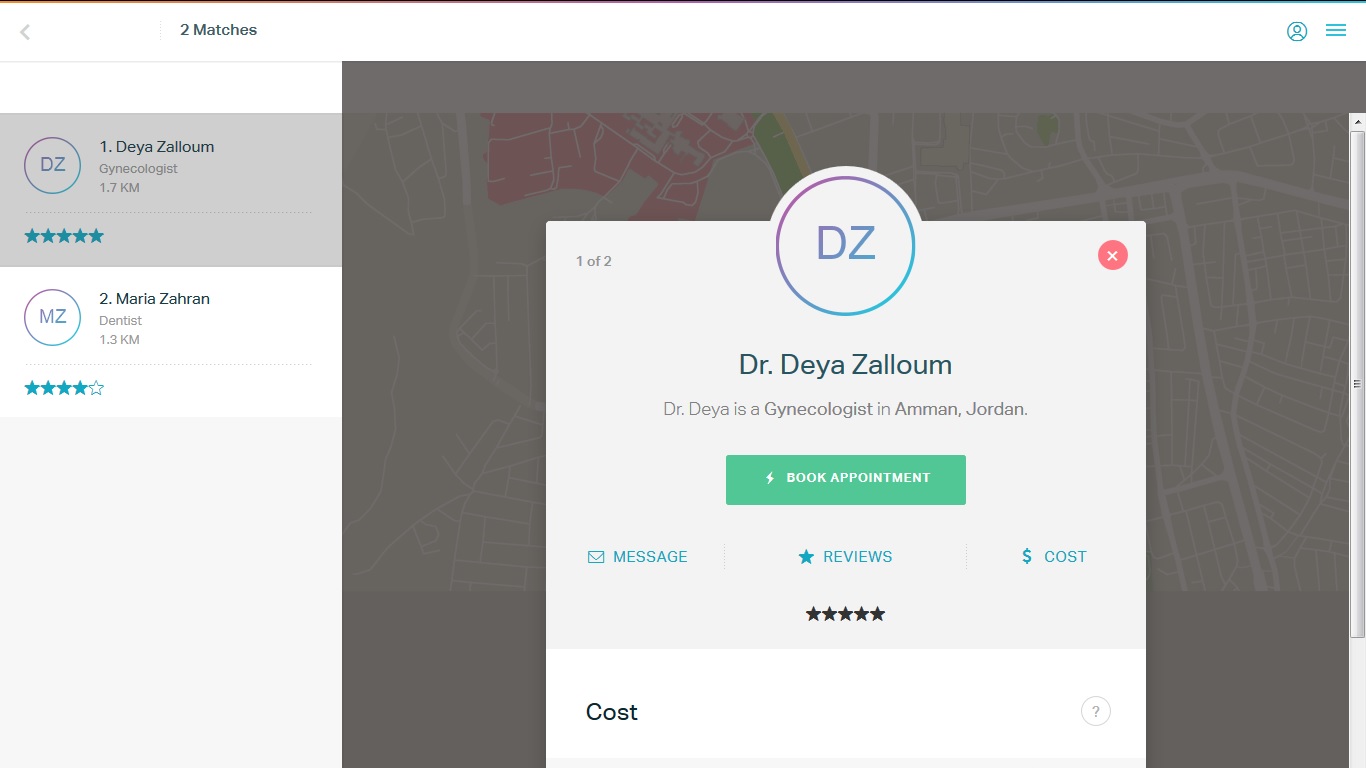 2 Matches
DZ
1. Deya Zalloum
Gynecologist
1.7 KM
MZ
2. Maria Zahran
Dentist
1.3 KM
1 of 2
DZ
Dr. Deya Zalloum
Dr. Deya is a Gynecologist in Amman, Jordan.
BOOK APPOINTMENT
MESSAGE
REVIEWS
$ COST
Cost
?